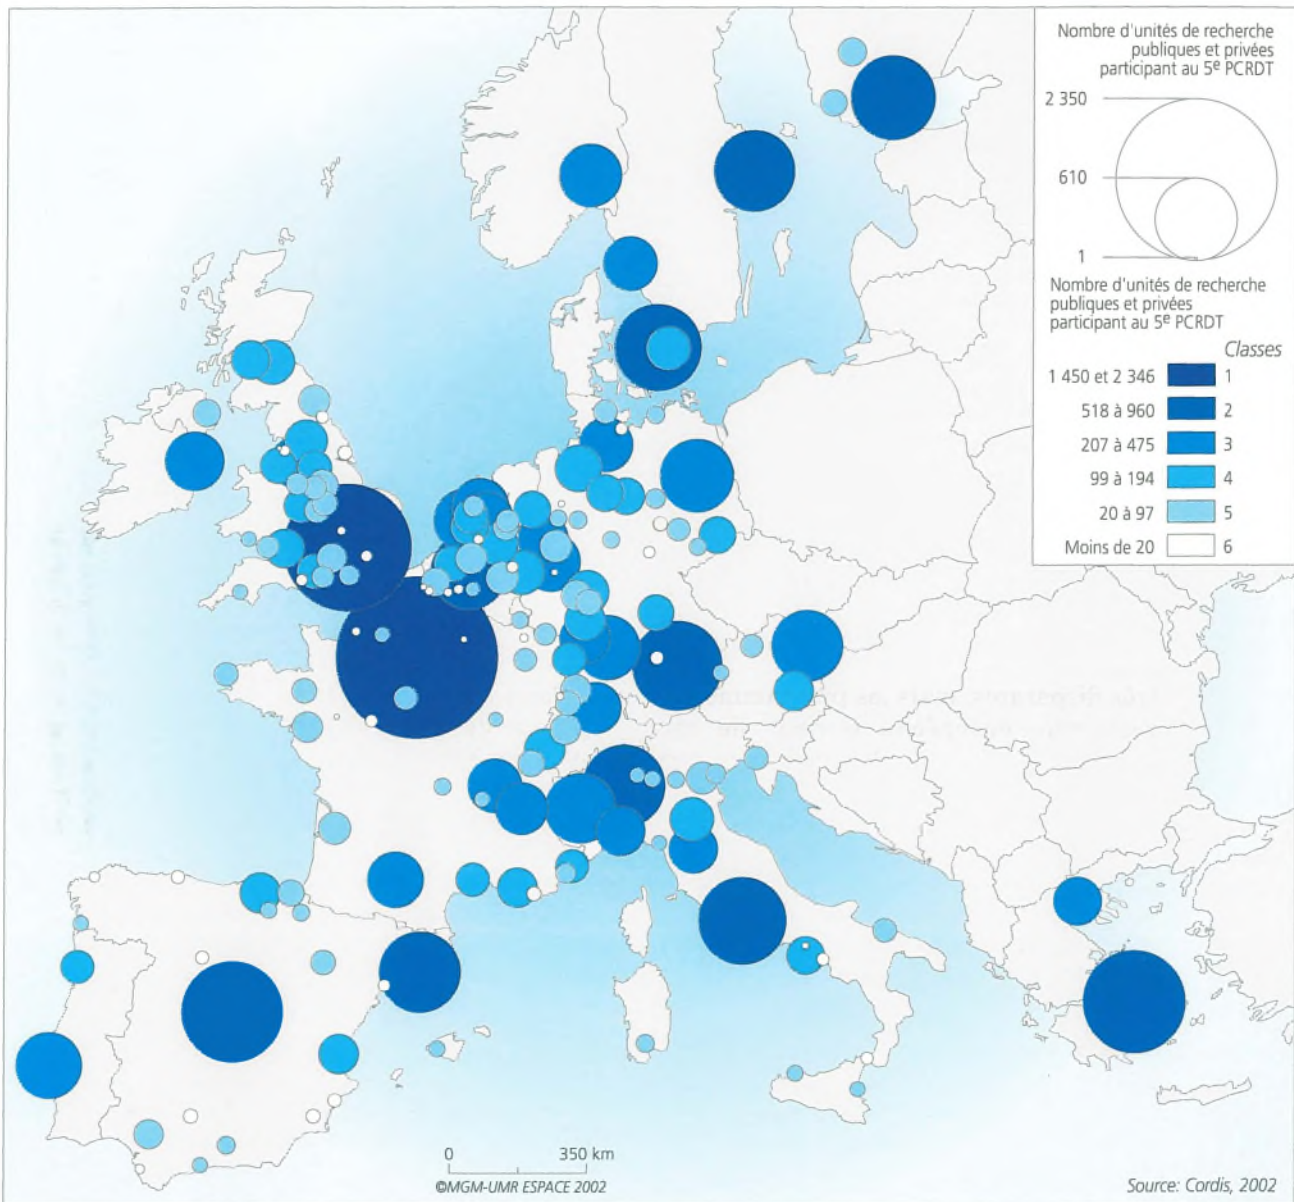 Nombre d'unités de recherche
publiques et privées
participant au 5e PCRDT
2 350
610
1
Nombre d'unités de recherche
publiques et privées
participant au 5e PCRDT
Classes
1 450 et 2 346 1
518 à 960 2
207 à 475 3
99 à 194 4
20 à 97 5
Moins de 20 6
0 350 km
©MGM-UMR ESPACE 2002
Source: Cordis, 2002